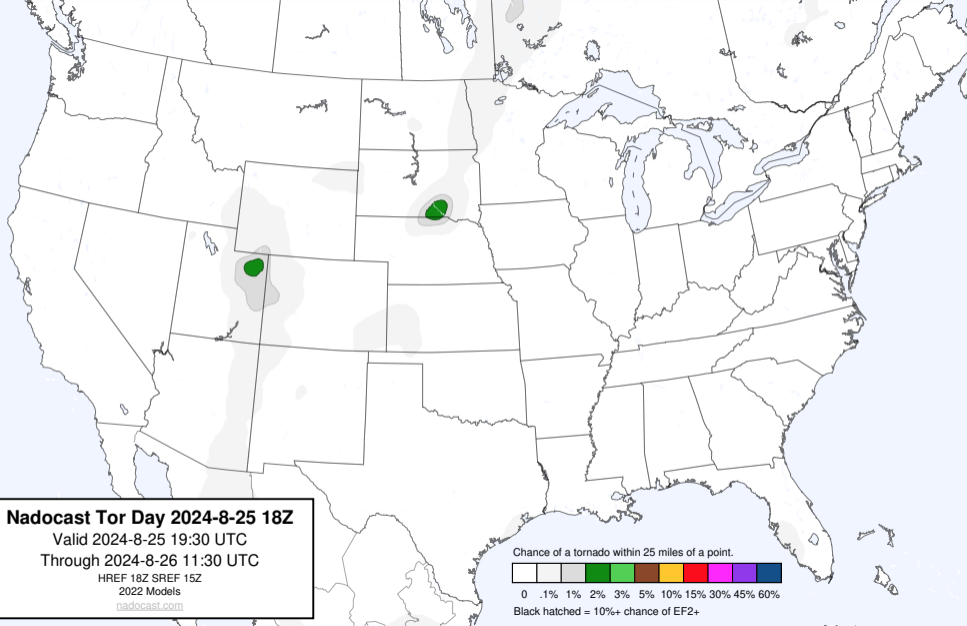 Nadocast Tor Day 2024-8-25 18Z
Valid 2024-8-25 19:30 UTC
Through 2024-8-26 11:30 UTC
HREF 18Z SREF 15Z
2022 Models
nadocast.com
Chance of a tornado within 25 miles of a point.
0 .1% 1% 2% 3% 5% 10% 15% 30% 45% 60%
Black hatched = 10%+ chance of EF2+